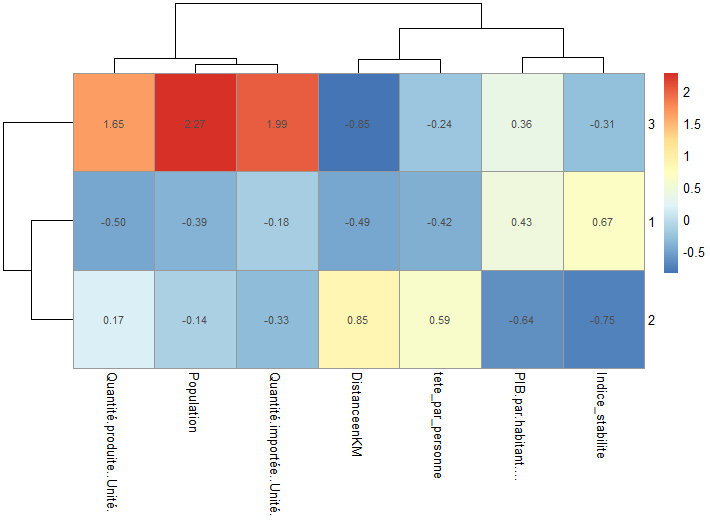 2
1.65 2.27 1.99 -0.85 -0.24 0.36 -0.31 3
1.5
1
0.5
-0.50 -0.39 -0.18 -0.49 -0.42 0.43 0.67 1
0
-0.5
0.17 -0.14 -0.33 0.85 0.59 -0.64 -0.75 2
Quantité.produite..Unité.
Population
Quantité.importée..Unité.
DistanceenKM
tete_par_personne
PIB.par.habitant....
Indice_stabilite